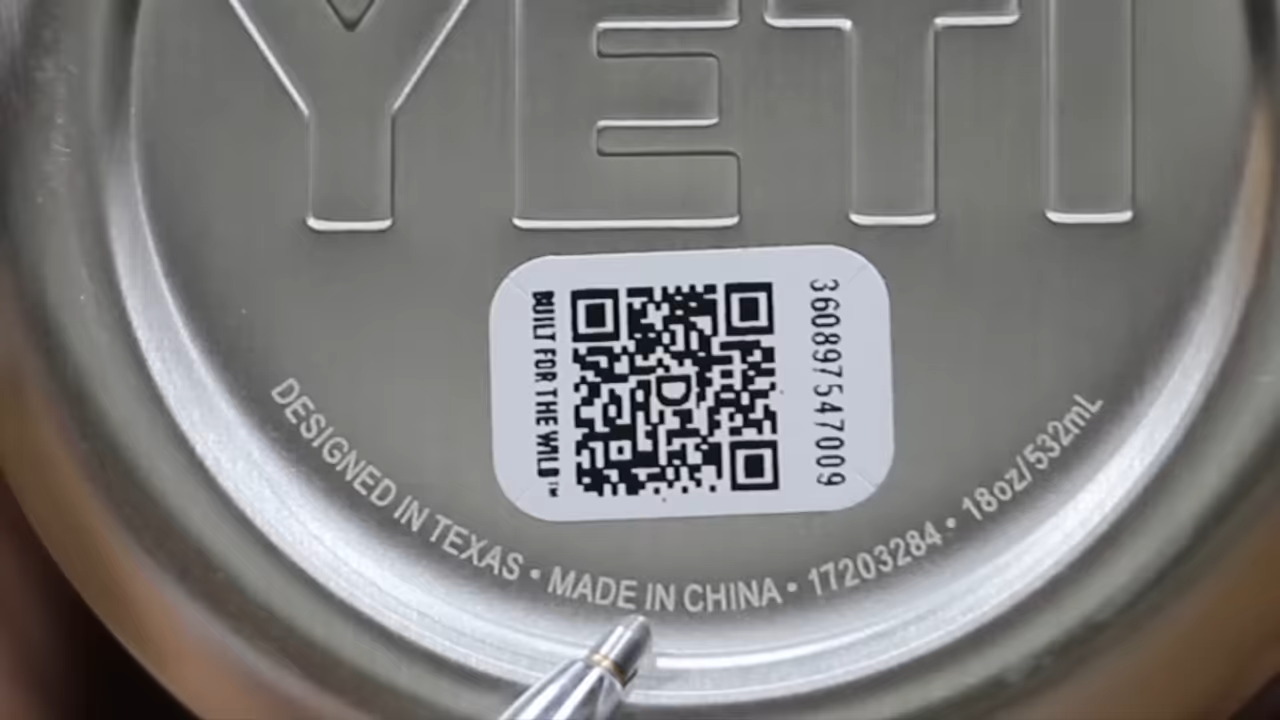 YETI
BUILT FOR THE WILD™
360897547009
DESIGNED IN TEXAS • MADE IN CHINA • 17203284 • 18oz/532mL